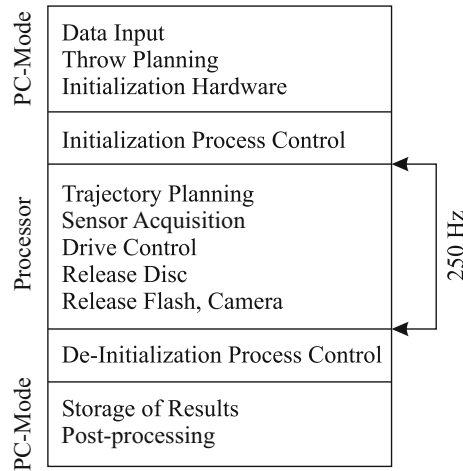 PC-Mode
Data Input
Throw Planning
Initialization Hardware
Initialization Process Control
Processor
Trajectory Planning
Sensor Acquisition
Drive Control
Release Disc
Release Flash, Camera
250 Hz
De-Initialization Process Control
PC-Mode
Storage of Results
Post-processing